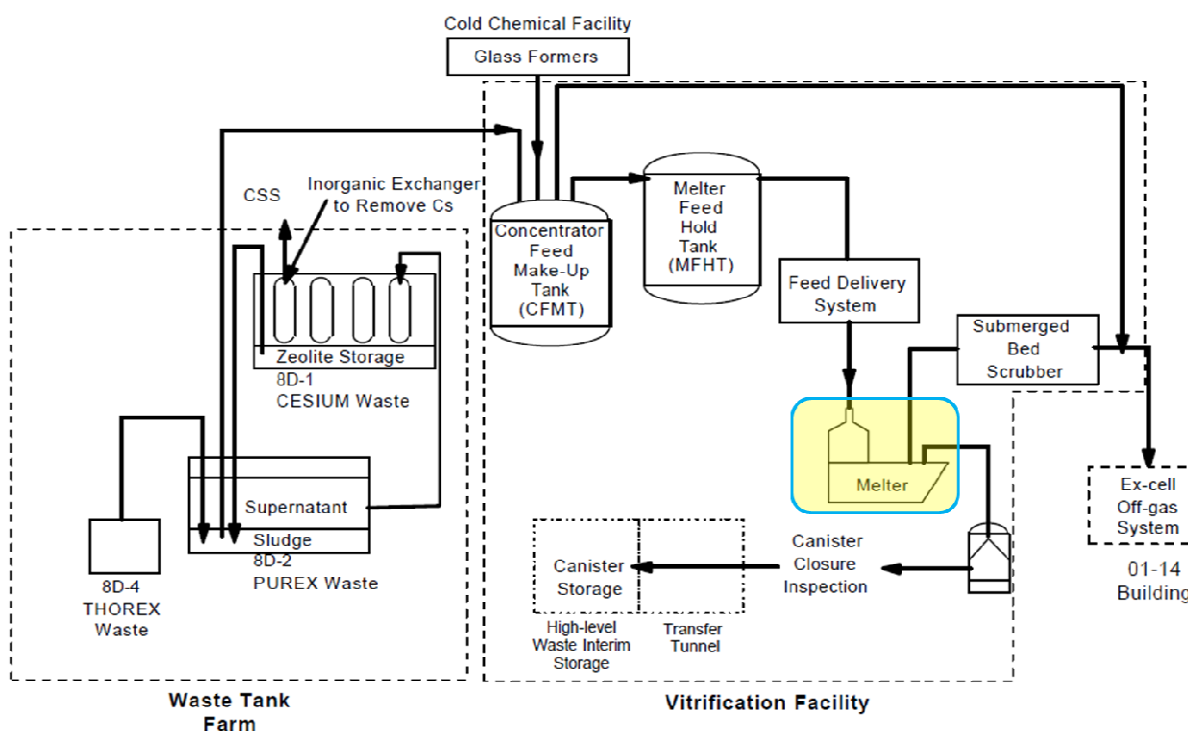 Cold Chemical Facility
Glass Formers
CSS
Inorganic Exchanger
to Remove Cs
Zeolite Storage
8D-1
CESIUM Waste
Supernatant
Sludge
8D-2
PUREX Waste
8D-4
THOREX
Waste
Waste Tank
Farm
Concentrator
Feed
Make-Up
Tank
(CFMT)
Melter
Feed
Hold
Tank
(MFHT)
Feed Delivery
System
Submerged
Bed
Scrubber
Melter
Ex-cell
Off-gas
System
01-14
Building
Canister
Closure
Inspection
Canister
Storage
High-level
Waste Interim
Storage
Transfer
Tunnel
Vitrification Facility